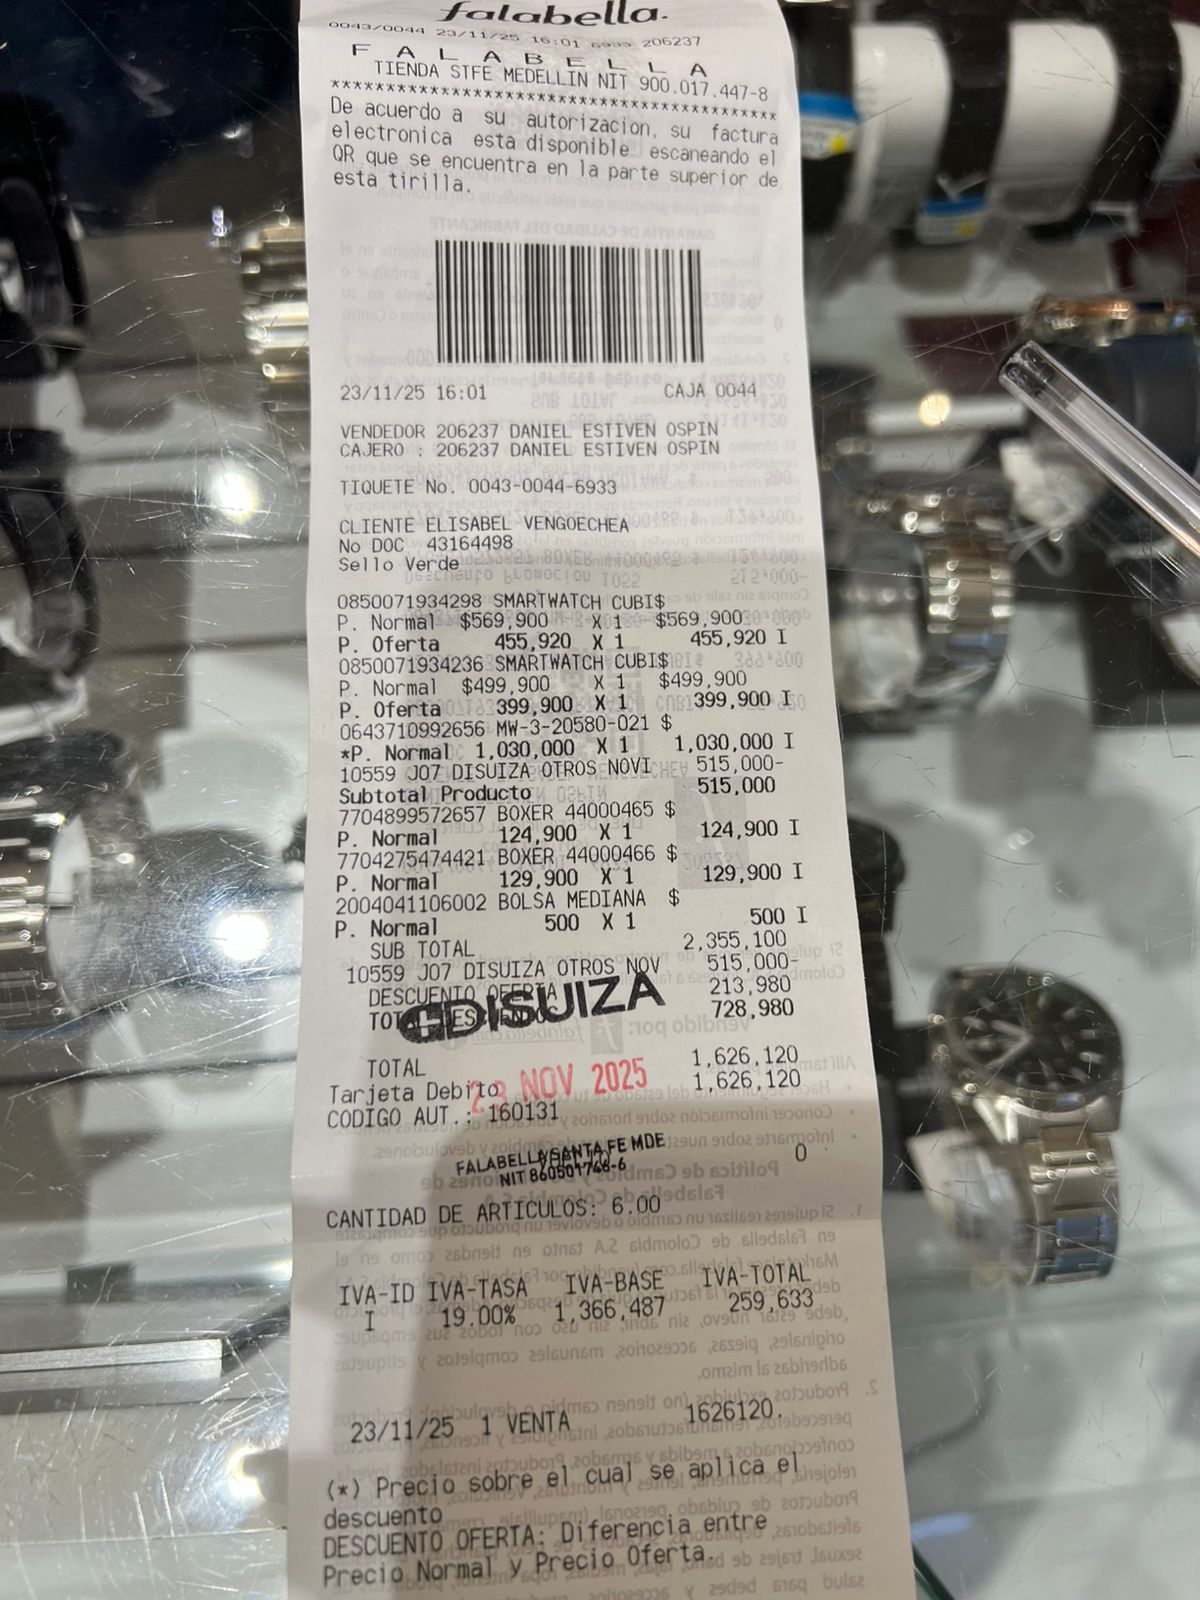 falabella.
0043/0044 23/11/25 16:01 6933 206237
F A L A B E L L A
TIENDA STFE MEDELLIN NIT 900.017.447-8
De acuerdo a su autorizacion, su factura
electronica esta disponible escaneando el
QR que se encuentra en la parte superior de
esta tirilla.
23/11/25 16:01 CAJA 0044
VENDEDOR 206237 DANIEL ESTIVEN OSPIN
CAJERO : 206237 DANIEL ESTIVEN OSPIN
TIQUETE No. 0043-0044-6933
CLIENTE ELISABEL VENGOECHEA
No DOC 43164498
Sello Verde
0850071934298 SMARTWATCH CUBI$
P. Normal $569,900 X 1 $569,900
P. Oferta 455,920 X 1 455,920 I
0850071934236 SMARTWATCH CUBI$
P. Normal $499,900 X 1 $499,900
P. Oferta 399,900 X 1 399,900 I
0643710992656 MW-3-20580-021 $
*P. Normal 1,030,000 X 1 1,030,000 I
10559 J07 DISUIZA OTROS NOVI 515,000-
Subtotal Producto 515,000
7704899572657 BOXER 44000465 $
P. Normal 124,900 X 1 124,900 I
7704275474421 BOXER 44000466 $
P. Normal 129,900 X 1 129,900 I
2004041106002 BOLSA MEDIANA $
P. Normal 500 X 1 500 I
SUB TOTAL 2,355,100
10559 J07 DISUIZA OTROS NOV 515,000-
DESCUENTO OFERTA 213,980
728,980
DISUIZA
TOTAL 1,626,120
Tarjeta Debito 1,626,120
23 NOV 2025
CODIGO AUT.: 160131
FALABELLA SANTA FE MDE
NIT 860501748-6
0
CANTIDAD DE ARTICULOS: 6.00
IVA-ID IVA-TASA IVA-BASE IVA-TOTAL
I 19.00% 1,366,487 259,633
23/11/25 1 VENTA 1626120.
(*) Precio sobre el cual se aplica el
descuento
DESCUENTO OFERTA: Diferencia entre
Precio Normal y Precio Oferta.